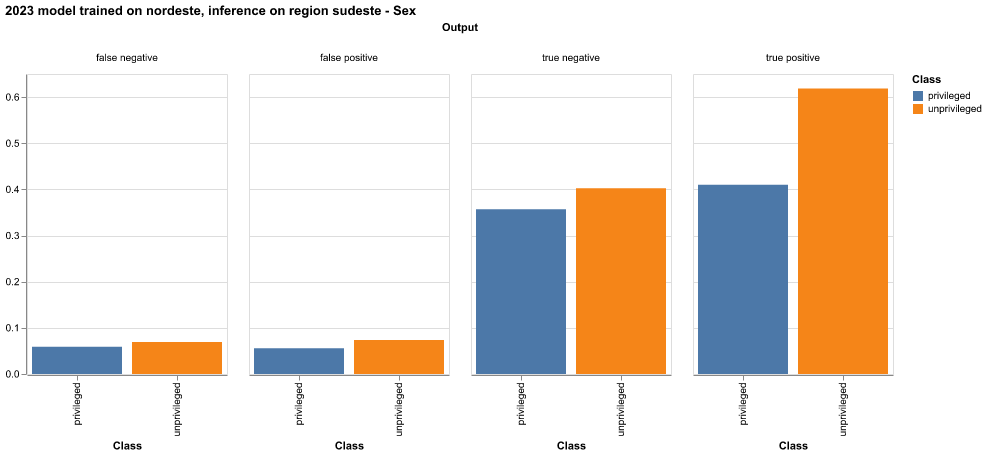 2023 model trained on nordeste, inference on region sudeste - Sex
Output
false negative
false positive
true negative
true positive
Class
privileged
unprivileged
0.6
0.5
0.4
0.3
0.2
0.1
0.0
privileged
unprivileged
privileged
unprivileged
privileged
unprivileged
privileged
unprivileged
Class
Class
Class
Class